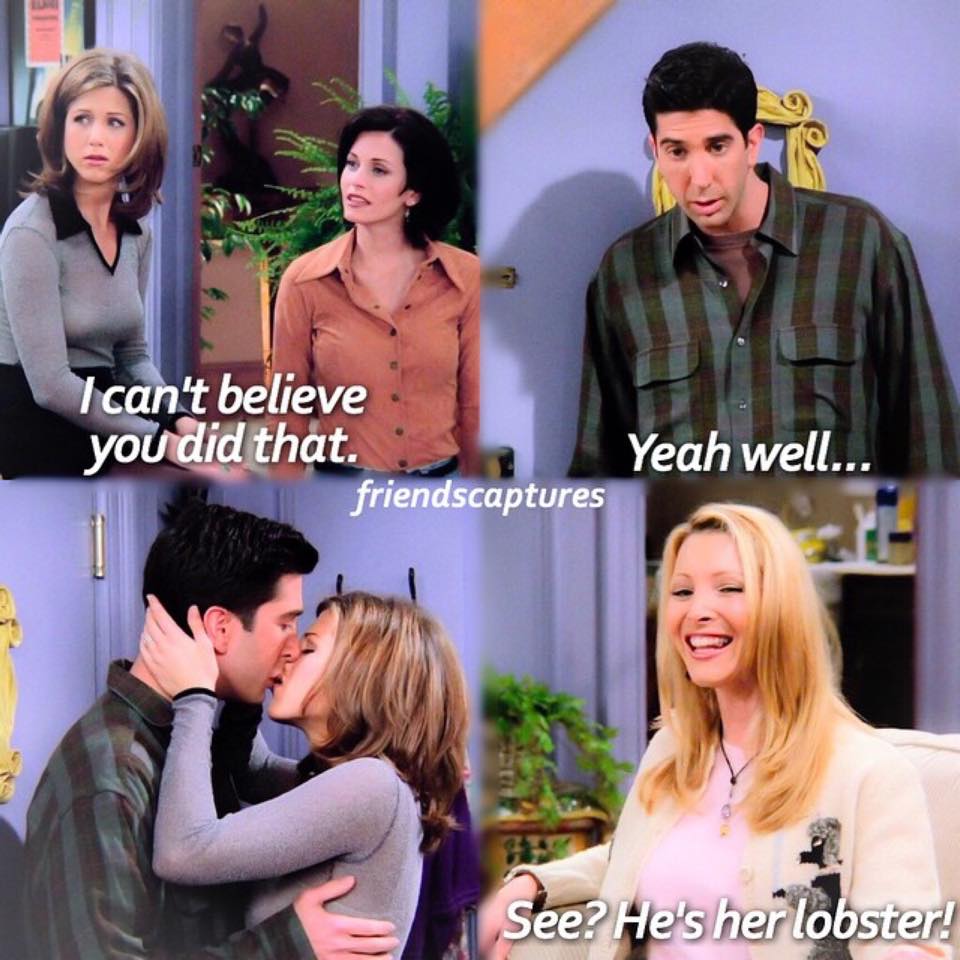 I can't believe
you did that.
Yeah well...
friendscaptures
See? He's her lobster!